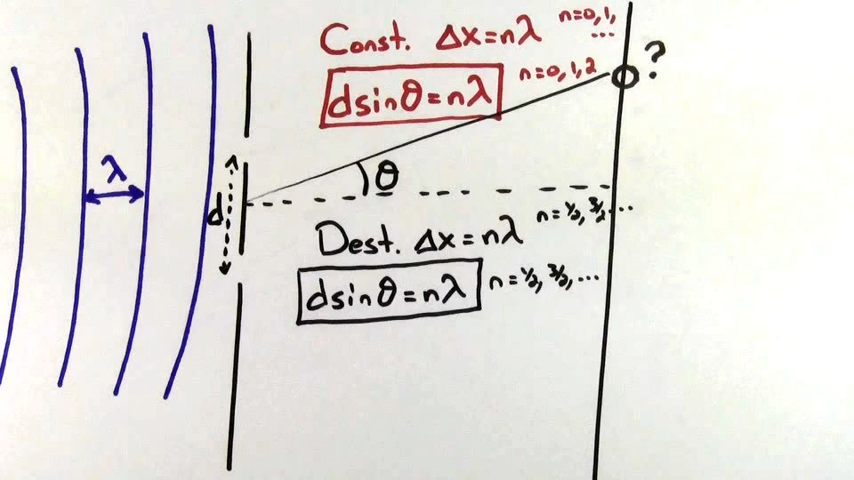 Const. Δx=nλ n=0,1,
...
dsinθ=nλ n=0,1,2
?
λ
θ
d
Dest. Δx=nλ n=½, 3/2, ...
dsinθ=nλ n=½, 3/2, ...